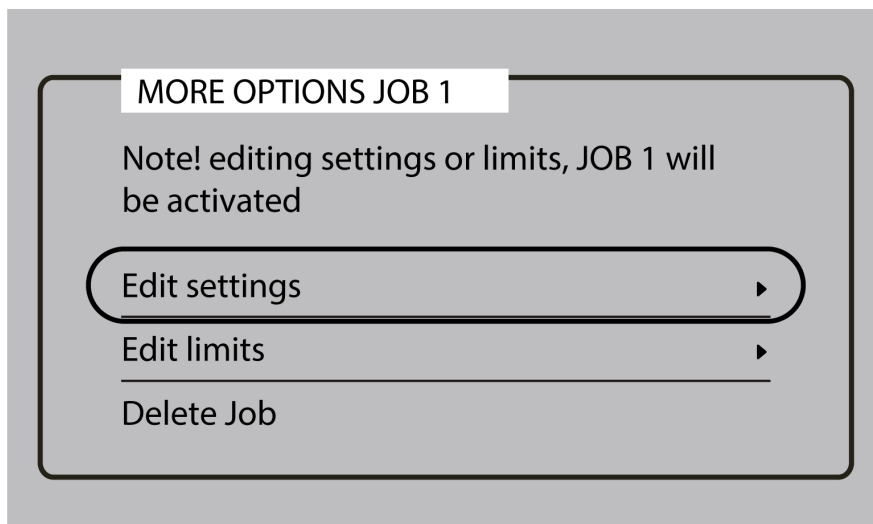 MORE OPTIONS JOB 1
Note! editing settings or limits, JOB 1 will
be activated
Edit settings
Edit limits
Delete Job